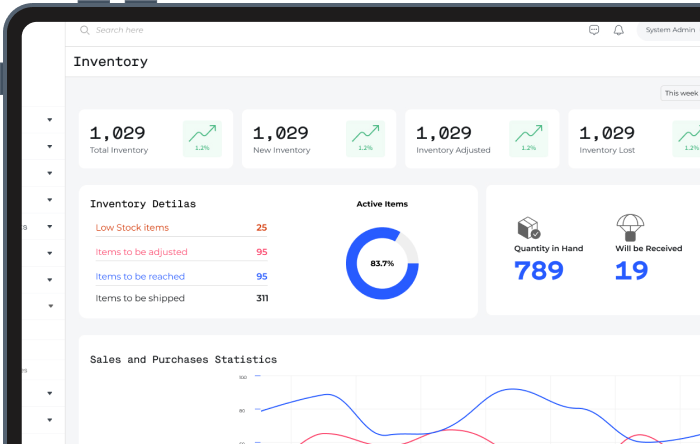 Search here
System Admin
Inventory
This week
1,029
Total Inventory
1.2%
1,029
New Inventory
1.2%
1,029
Inventory Adjusted
1.2%
1,029
Inventory Lost
1.2%
Inventory Detilas
Low Stock items 25
Items to be adjusted 95
Items to be reached 95
Items to be shipped 311
Active Items
83.7%
Quantity in Hand
789
Will be Received
19
Sales and Purchases Statistics
100
80